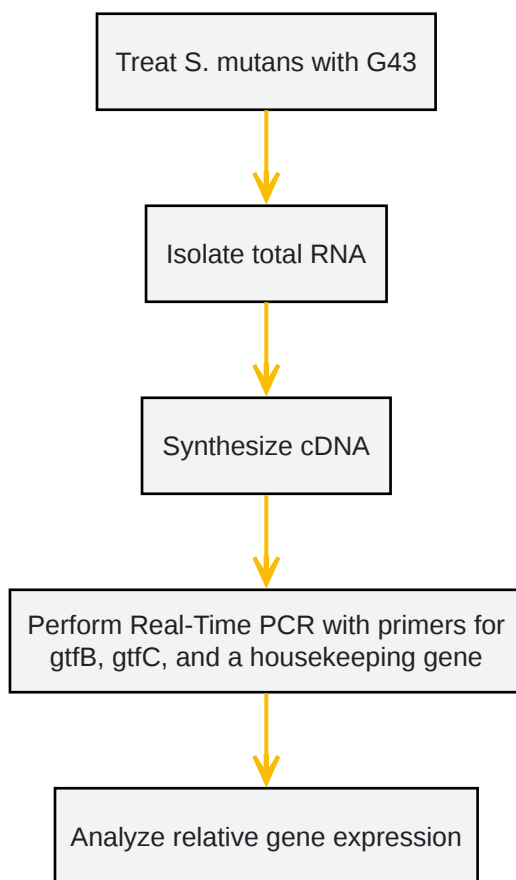 Treat S. mutans with G43
Isolate total RNA
Synthesize cDNA
Perform Real-Time PCR with primers for
gtfB, gtfC, and a housekeeping gene
Analyze relative gene expression